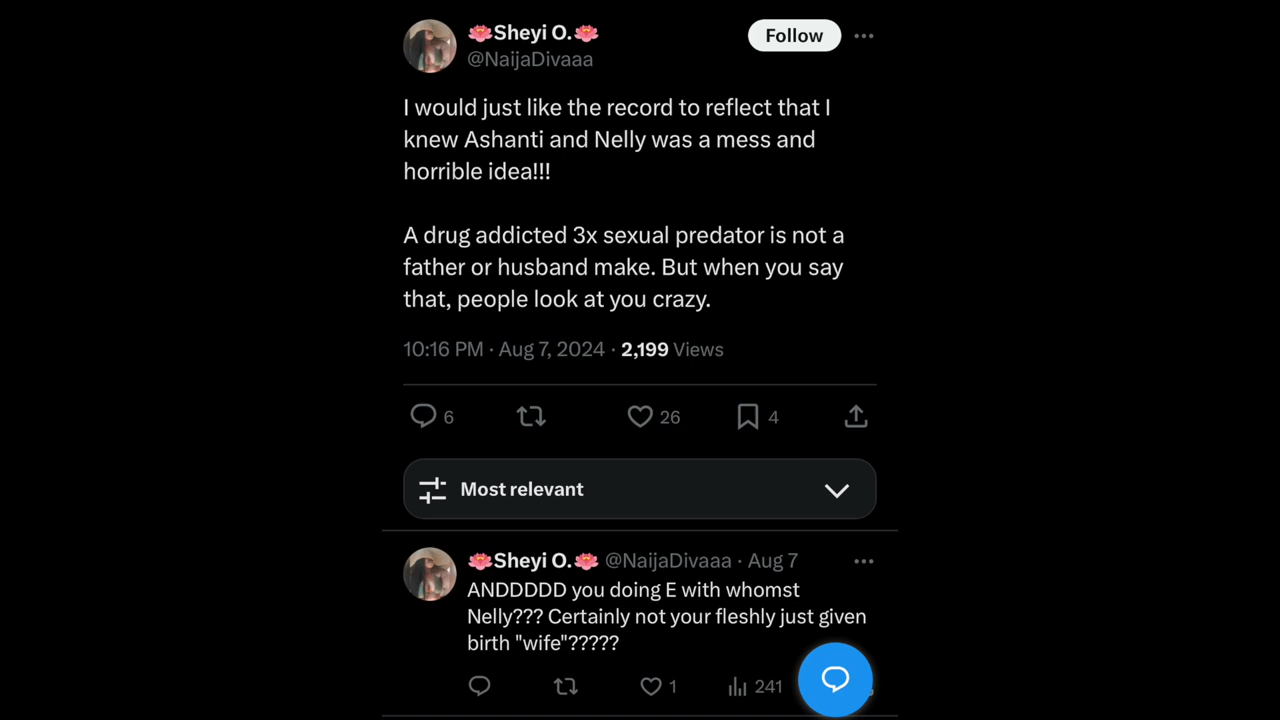 🪷Sheyi O.🪷
Follow
@NaijaDivaaa
I would just like the record to reflect that I
knew Ashanti and Nelly was a mess and
horrible idea!!!
A drug addicted 3x sexual predator is not a
father or husband make. But when you say
that, people look at you crazy.
10:16 PM · Aug 7, 2024 · 2,199 Views
6 26 4
Most relevant
🪷Sheyi O.🪷 @NaijaDivaaa · Aug 7
ANDDDDD you doing E with whomst
Nelly??? Certainly not your fleshly just given
birth "wife"?????
1 241